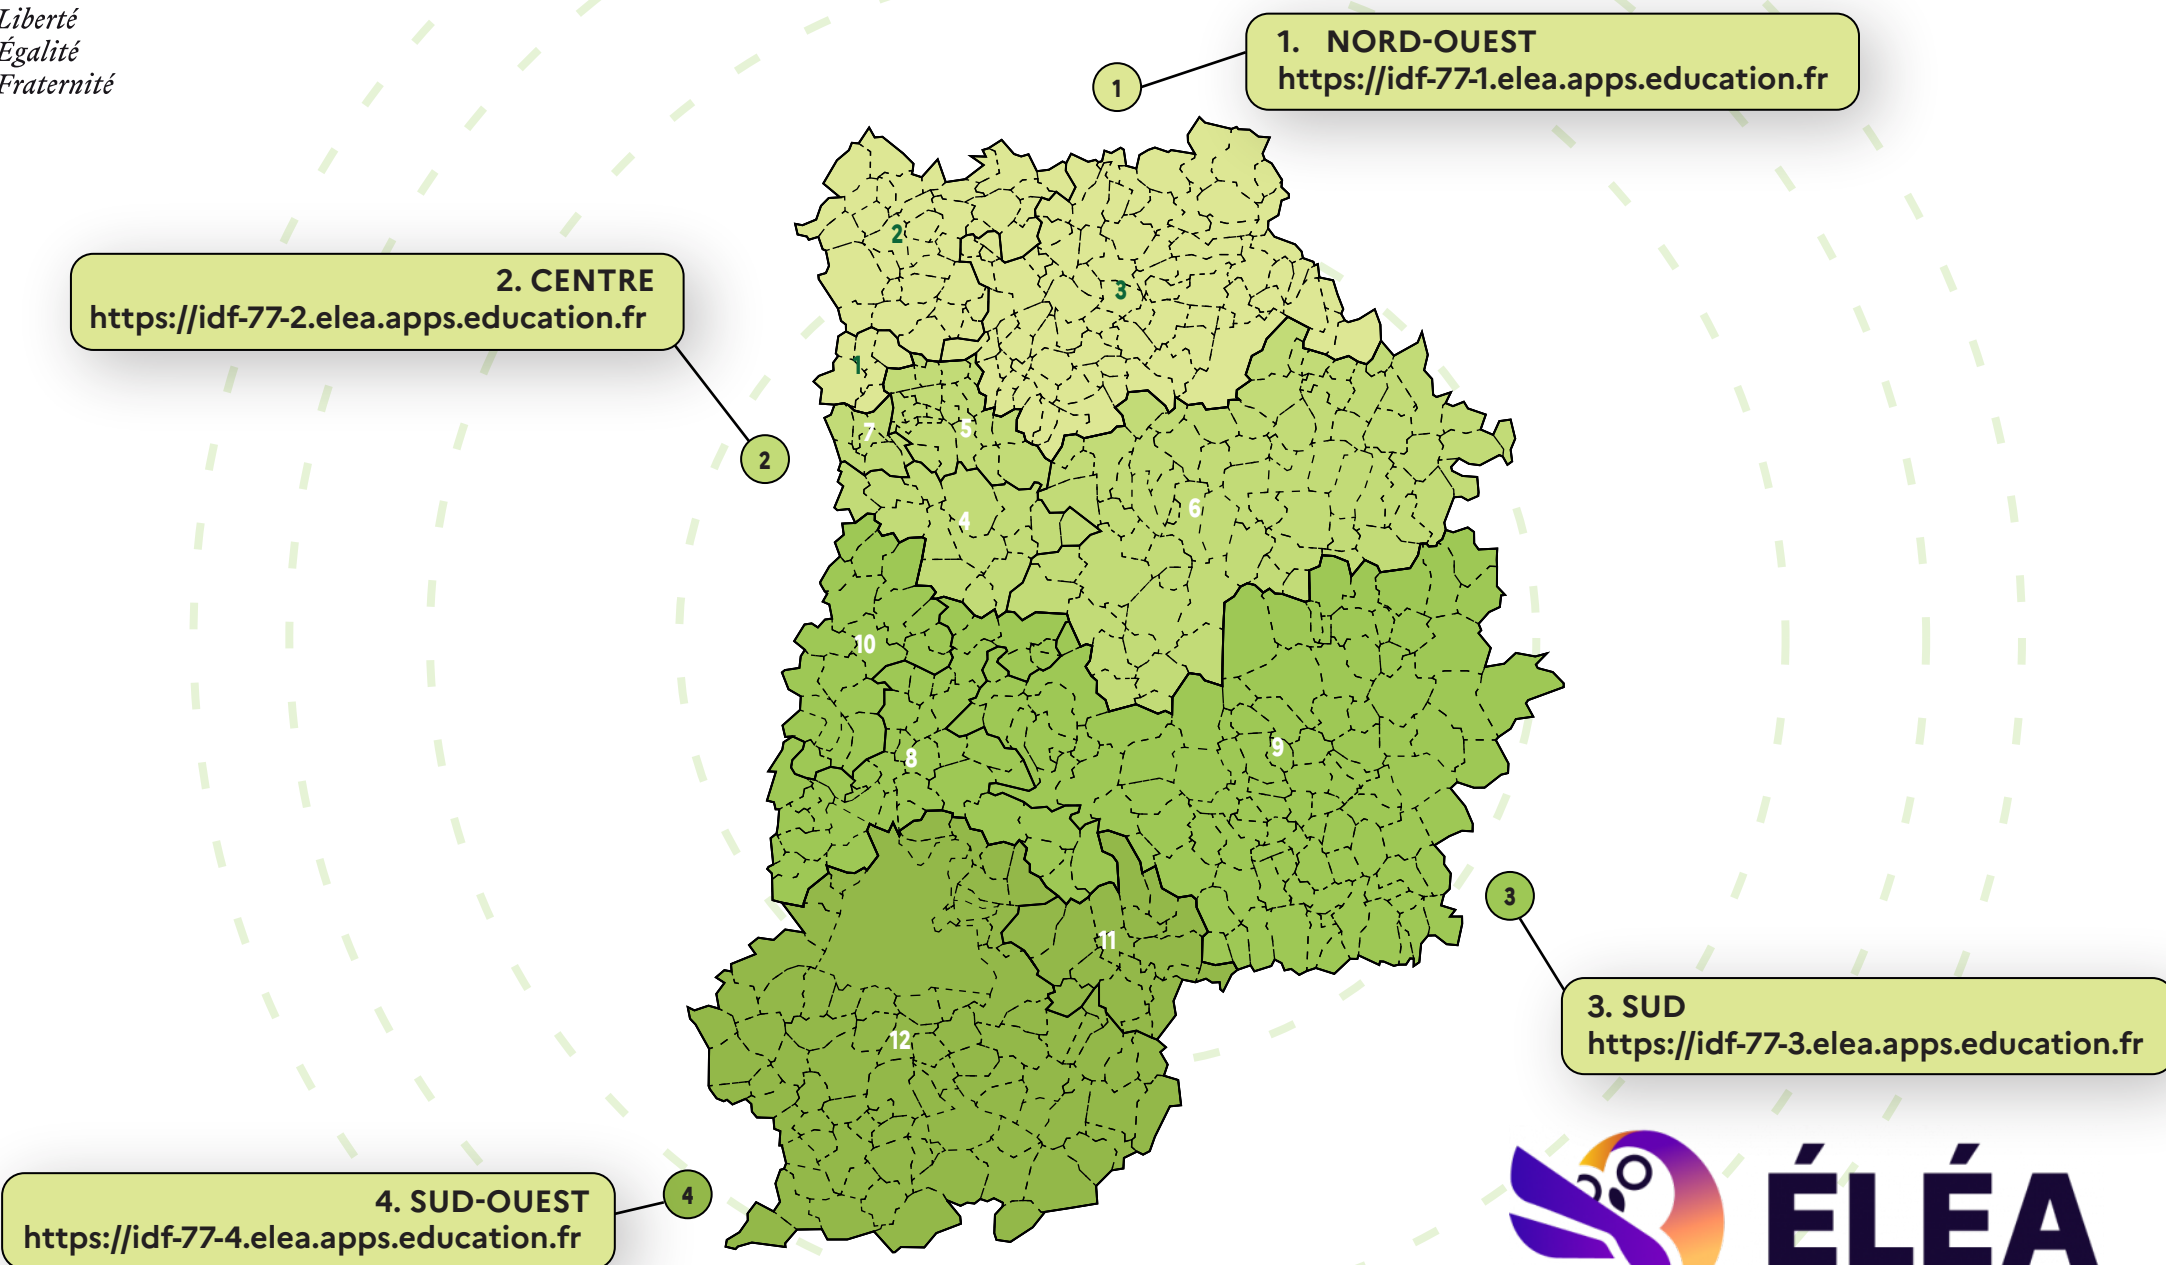 Liberté
Égalité
Fraternité
1. NORD-OUEST
https://idf-77-1.elea.apps.education.fr
1
2
3
2. CENTRE
https://idf-77-2.elea.apps.education.fr
1
7
5
2
4
6
10
8
9
3
11
3. SUD
https://idf-77-3.elea.apps.education.fr
12
4. SUD-OUEST
https://idf-77-4.elea.apps.education.fr
4
ÉLÉA